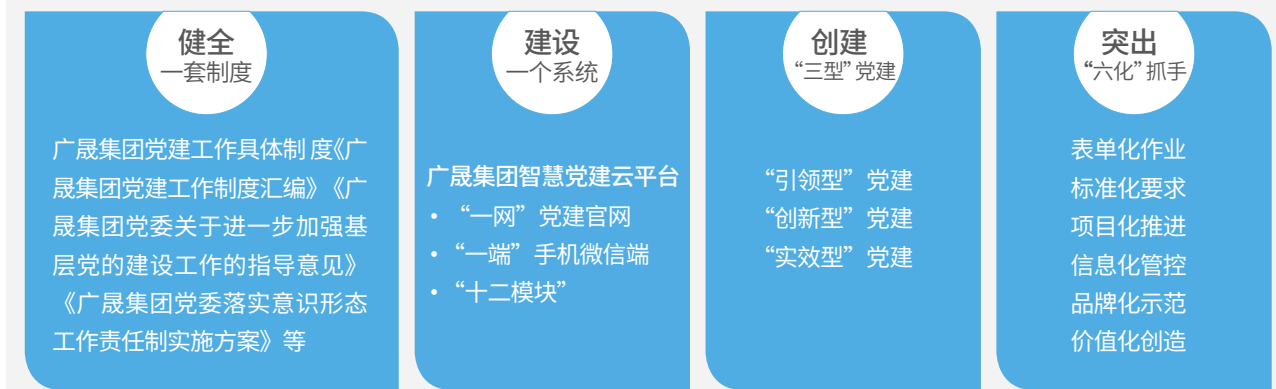 健全
一套制度
广晟集团党建工作具体制度《广
晟集团党建工作制度汇编》《广
晟集团党委关于进一步加强基
层党的建设工作的指导意见》
《广晟集团党委落实意识形态
工作责任制实施方案》等
建设
一个系统
广晟集团智慧党建云平台
• “一网”党建官网
• “一端”手机微信端
• “十二模块”
创建
“三型”党建
“引领型”党建
“创新型”党建
“实效型”党建
突出
“六化”抓手
表单化作业
标准化要求
项目化推进
信息化管控
品牌化示范
价值化创造